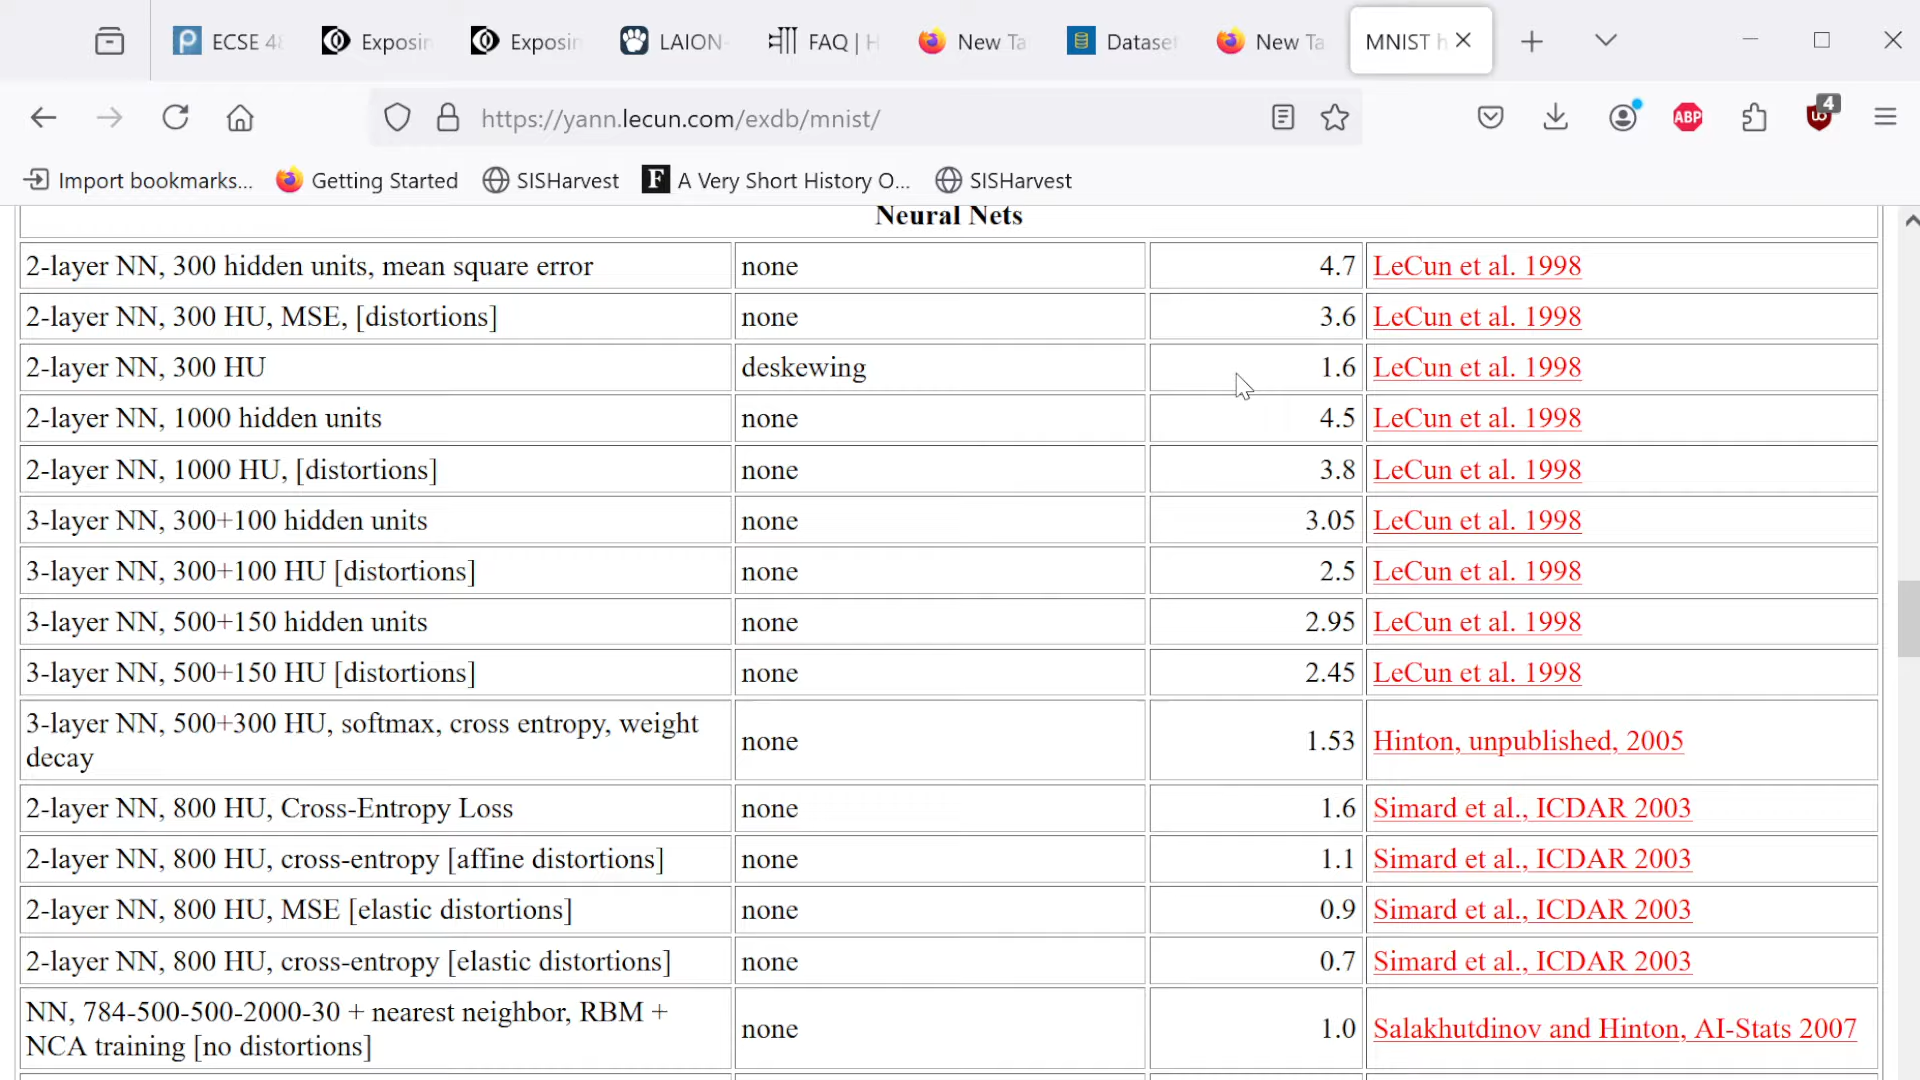 ECSE 48
Exposin
Exposin
LAION-
FAQ | H
New Ta
Dataset
New Ta
MNIST h
https://yann.lecun.com/exdb/mnist/
ABP
4
Import bookmarks...
Getting Started
SISHarvest
F
A Very Short History O...
SISHarvest
Neural Nets
2-layer NN, 300 hidden units, mean square error none 4.7 LeCun et al. 1998
2-layer NN, 300 HU, MSE, [distortions] none 3.6 LeCun et al. 1998
2-layer NN, 300 HU deskewing 1.6 LeCun et al. 1998
2-layer NN, 1000 hidden units none 4.5 LeCun et al. 1998
2-layer NN, 1000 HU, [distortions] none 3.8 LeCun et al. 1998
3-layer NN, 300+100 hidden units none 3.05 LeCun et al. 1998
3-layer NN, 300+100 HU [distortions] none 2.5 LeCun et al. 1998
3-layer NN, 500+150 hidden units none 2.95 LeCun et al. 1998
3-layer NN, 500+150 HU [distortions] none 2.45 LeCun et al. 1998
3-layer NN, 500+300 HU, softmax, cross entropy, weight
decay none 1.53 Hinton, unpublished, 2005
2-layer NN, 800 HU, Cross-Entropy Loss none 1.6 Simard et al., ICDAR 2003
2-layer NN, 800 HU, cross-entropy [affine distortions] none 1.1 Simard et al., ICDAR 2003
2-layer NN, 800 HU, MSE [elastic distortions] none 0.9 Simard et al., ICDAR 2003
2-layer NN, 800 HU, cross-entropy [elastic distortions] none 0.7 Simard et al., ICDAR 2003
NN, 784-500-500-2000-30 + nearest neighbor, RBM +
NCA training [no distortions] none 1.0 Salakhutdinov and Hinton, AI-Stats 2007